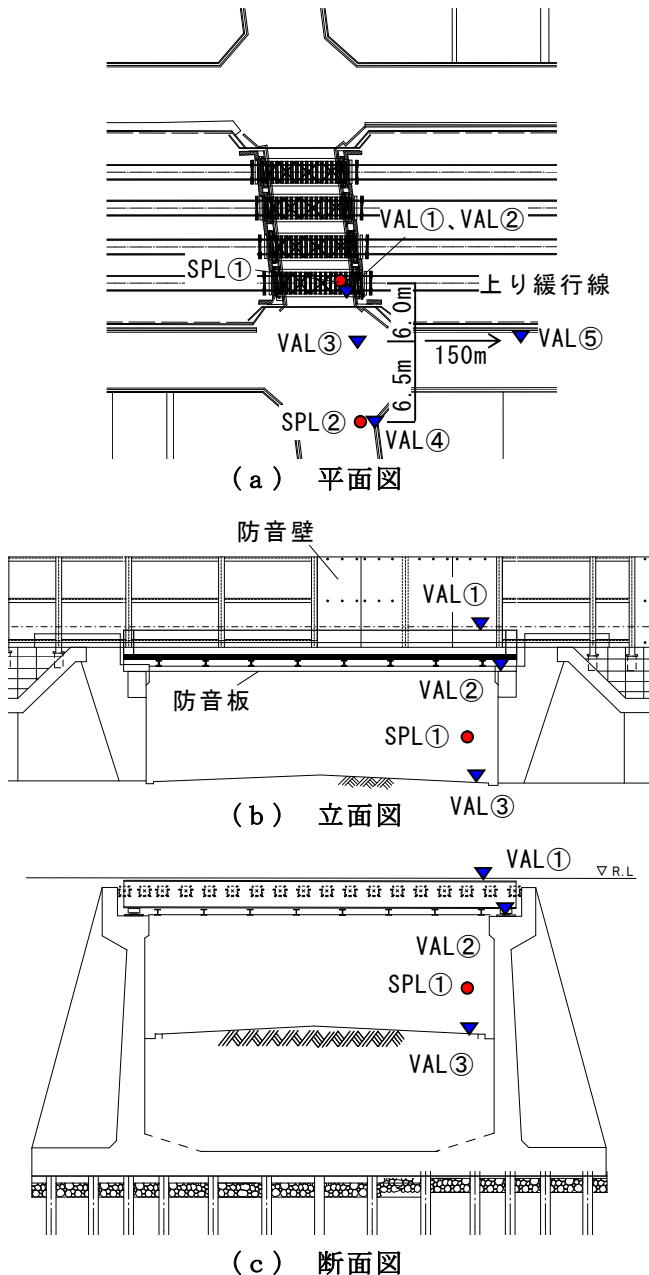 VAL①、VAL②
SPL①
上り緩行線
6.0m
VAL③
150m
VAL⑤
6.5m
SPL②
VAL④
(a) 平面図
防音壁
VAL①
VAL②
防音板
SPL①
VAL③
(b) 立面図
VAL①
▽R.L
VAL②
SPL①
VAL③
(c) 断面図